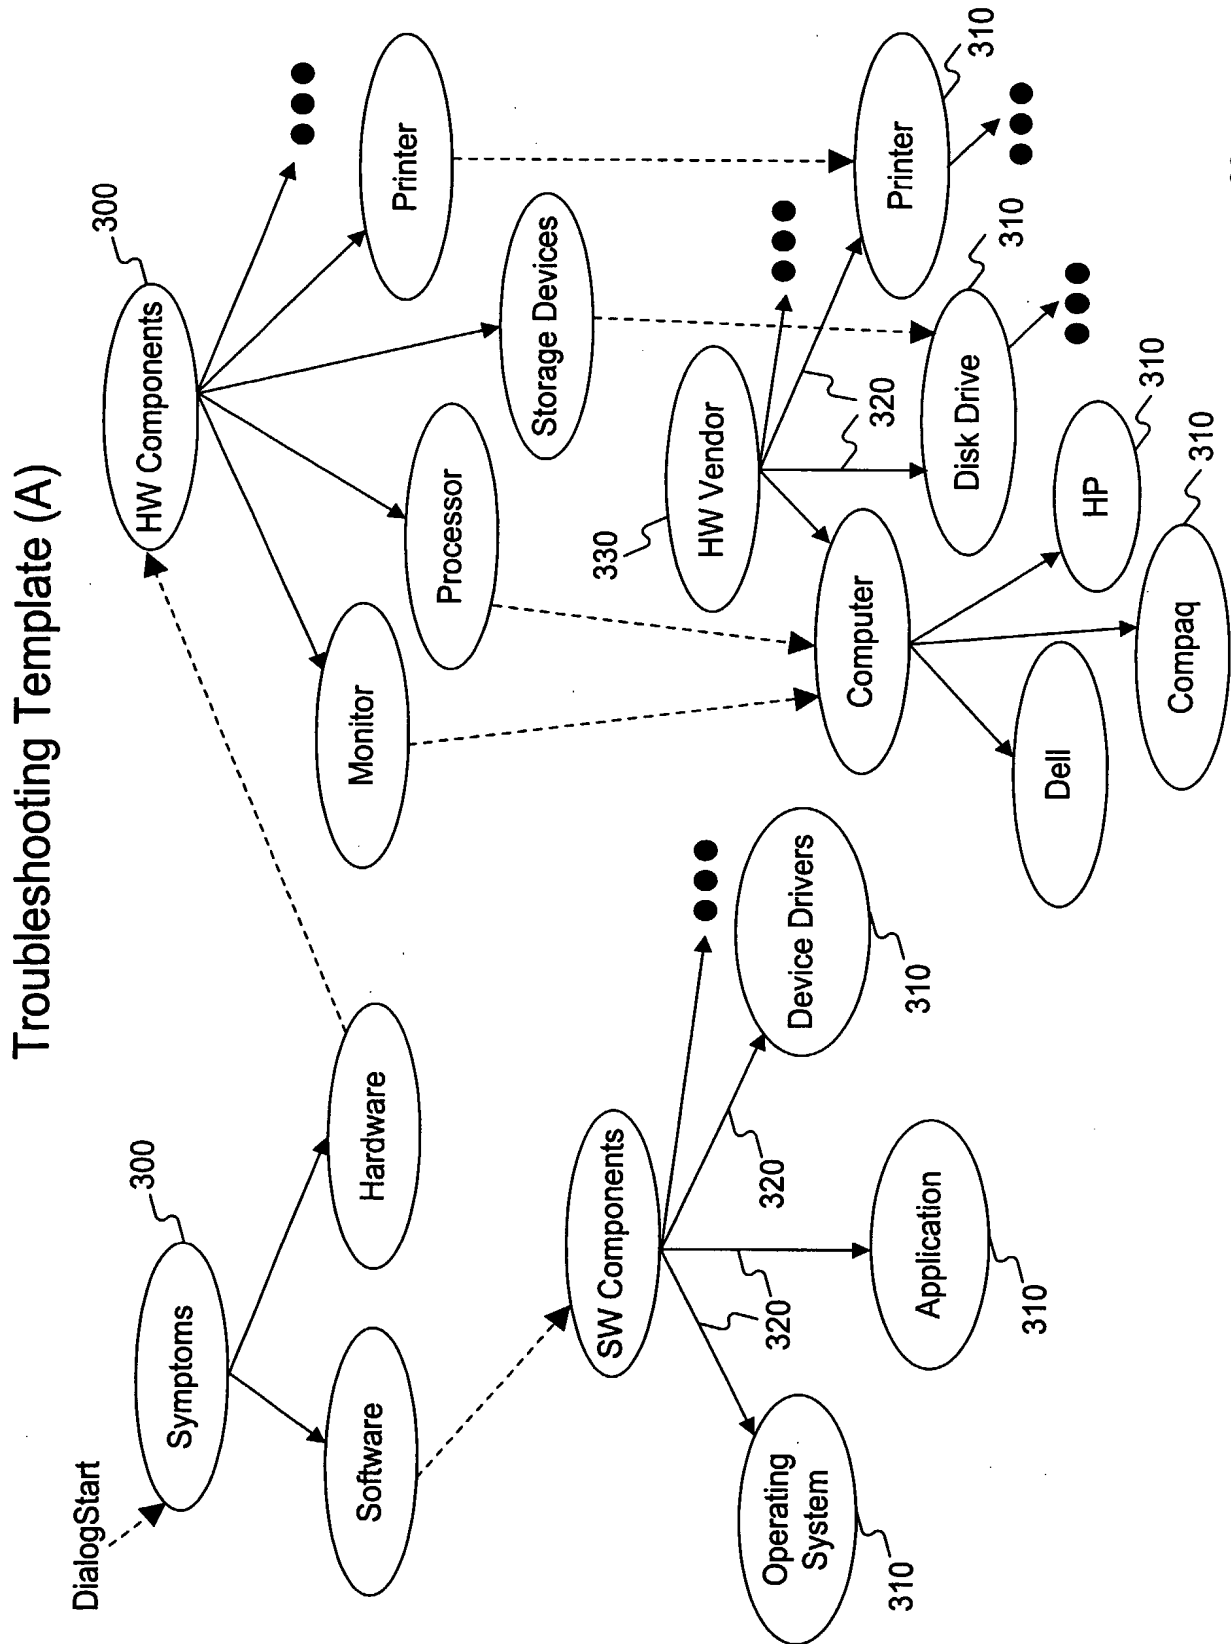 Troubleshooting Template (A)
DialogStart
Symptoms
300
Software
Hardware
HW Components
300
Monitor
Processor
Storage Devices
Printer
SW Components
320
320
320
Operating
System
310
Application
310
Device Drivers
310
HW Vendor
330
320
Computer
Disk Drive
310
Printer
310
Dell
Compaq
310
HP
310